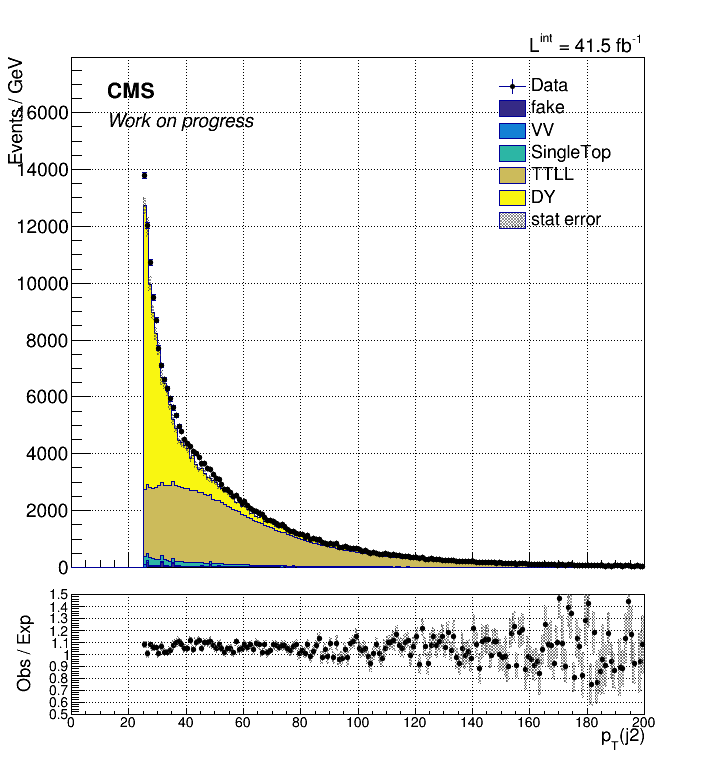 L^int = 41.5 fb^-1
Events / GeV
CMS
Work on progress
Data
fake
VV
SingleTop
TTLL
DY
stat error
16000
14000
12000
10000
8000
6000
4000
2000
0
Obs / Exp
1.5
1.4
1.3
1.2
1.1
1
0.9
0.8
0.7
0.6
0.5
0 20 40 60 80 100 120 140 160 180 200
p_T(j2)